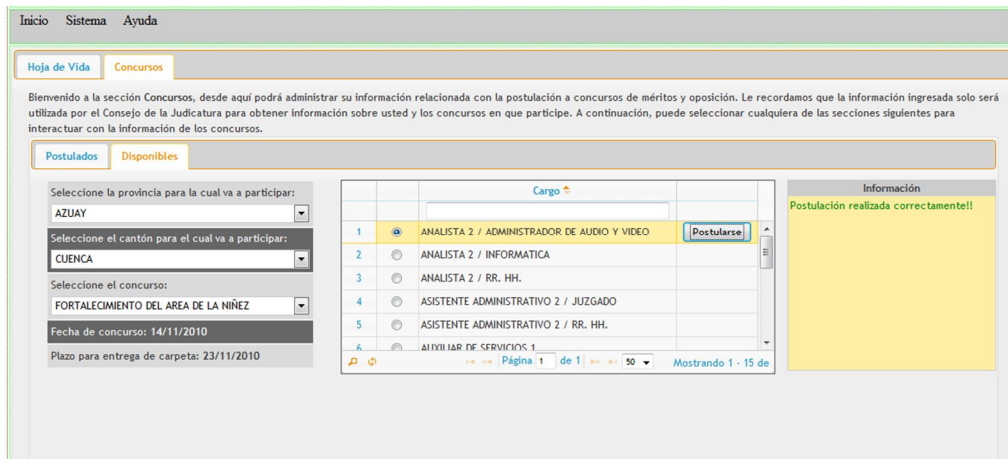 Inicio Sistema Ayuda
Hoja de Vida Concursos
Bienvenido a la sección Concursos, desde aquí podrá administrar su información relacionada con la postulación a concursos de méritos y oposición. Le recordamos que la información ingresada solo será
utilizada por el Consejo de la Judicatura para obtener información sobre usted y los concursos en que participe. A continuación, puede seleccionar cualquiera de las secciones siguientes para
interactuar con la información de los concursos.
Postulados Disponibles
Seleccione la provincia para la cual va a participar:
AZUAY
Seleccione el cantón para el cual va a participar:
CUENCA
Seleccione el concurso:
FORTALECIMIENTO DEL AREA DE LA NIÑEZ
Fecha de concurso: 14/11/2010
Plazo para entrega de carpeta: 23/11/2010
Cargo
1 ANALISTA 2 / ADMINISTRADOR DE AUDIO Y VIDEO Postularse
2 ANALISTA 2 / INFORMATICA
3 ANALISTA 2 / RR. HH.
4 ASISTENTE ADMINISTRATIVO 2 / JUZGADO
5 ASISTENTE ADMINISTRATIVO 2 / RR. HH.
6 AUXILIAR DE SERVICIOS 1
Página 1 de 1 50 Mostrando 1 - 15 de
Información
Postulación realizada correctamente!!